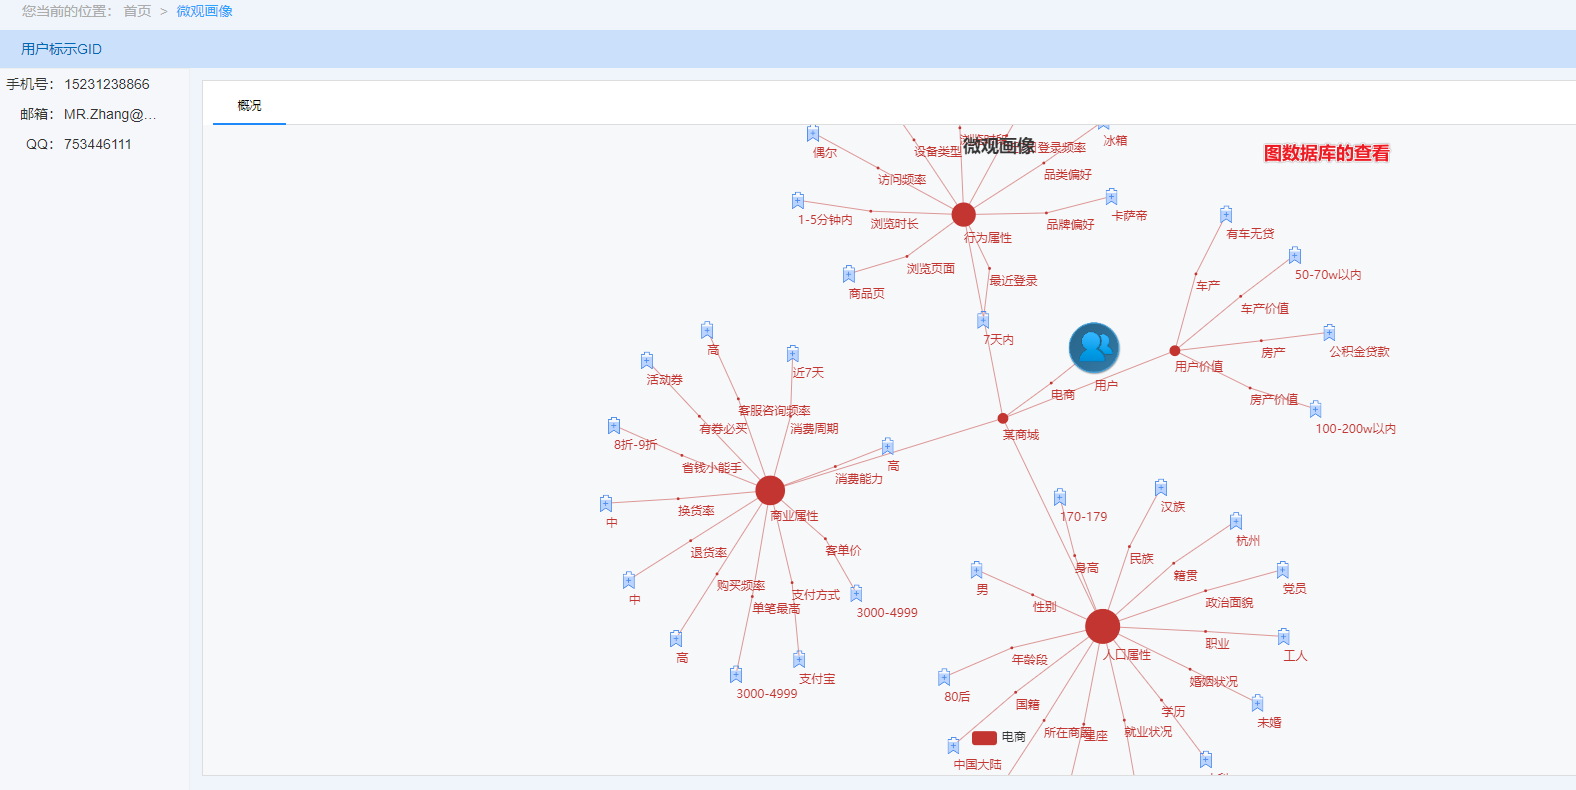 您当前的位置： 首页 > 微观画像
用户标示GID
手机号： 15231238866
邮箱： MR.Zhang@...
QQ： 753446111
概况
微观画像
图数据库的查看
浏览时段
登录频率
冰箱
偶尔
设备类型
访问频率
品类偏好
1-5分钟内
浏览时长
品牌偏好
卡萨帝
行为属性
浏览页面
最近登录
商品页
7天内
有车无贷
车产
50-70w以内
车产价值
房产
公积金贷款
用户价值
房产价值
100-200w以内
用户
电商
某商城
高
近7天
活动券
客服咨询频率
有券必买
消费周期
8折-9折
省钱小能手
高
消费能力
中
换货率
商业属性
退货率
客单价
中
购买频率
支付方式
单笔最高
3000-4999
高
支付宝
3000-4999
170-179
汉族
杭州
身高
民族
籍贯
男
性别
政治面貌
党员
职业
工人
人口属性
年龄段
婚姻状况
80后
国籍
学历
未婚
所在商圈
星座
就业状况
电商
中国大陆